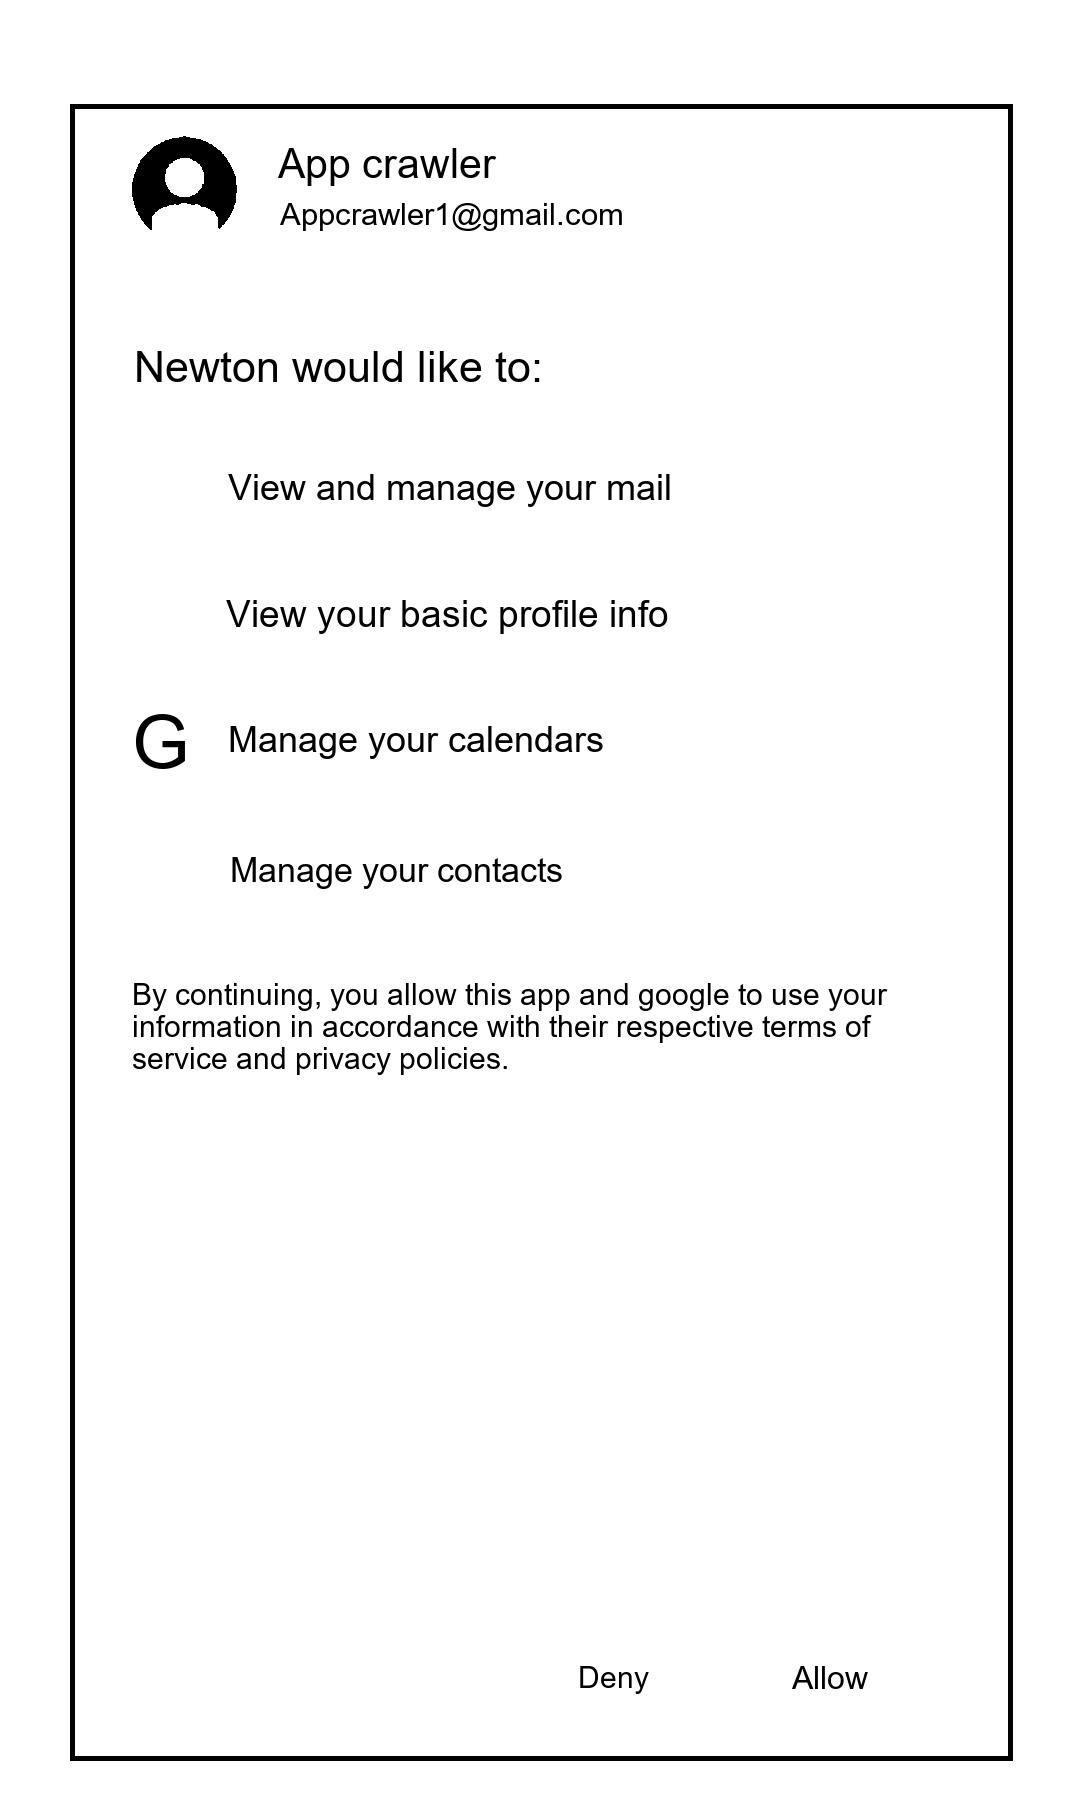 App crawler
Appcrawler1@gmail.com
Newton would like to:
View and manage your mail
View your basic profile info
G Manage your calendars
Manage your contacts
By continuing, you allow this app and google to use your
information in accordance with their respective terms of
service and privacy policies.
Deny Allow